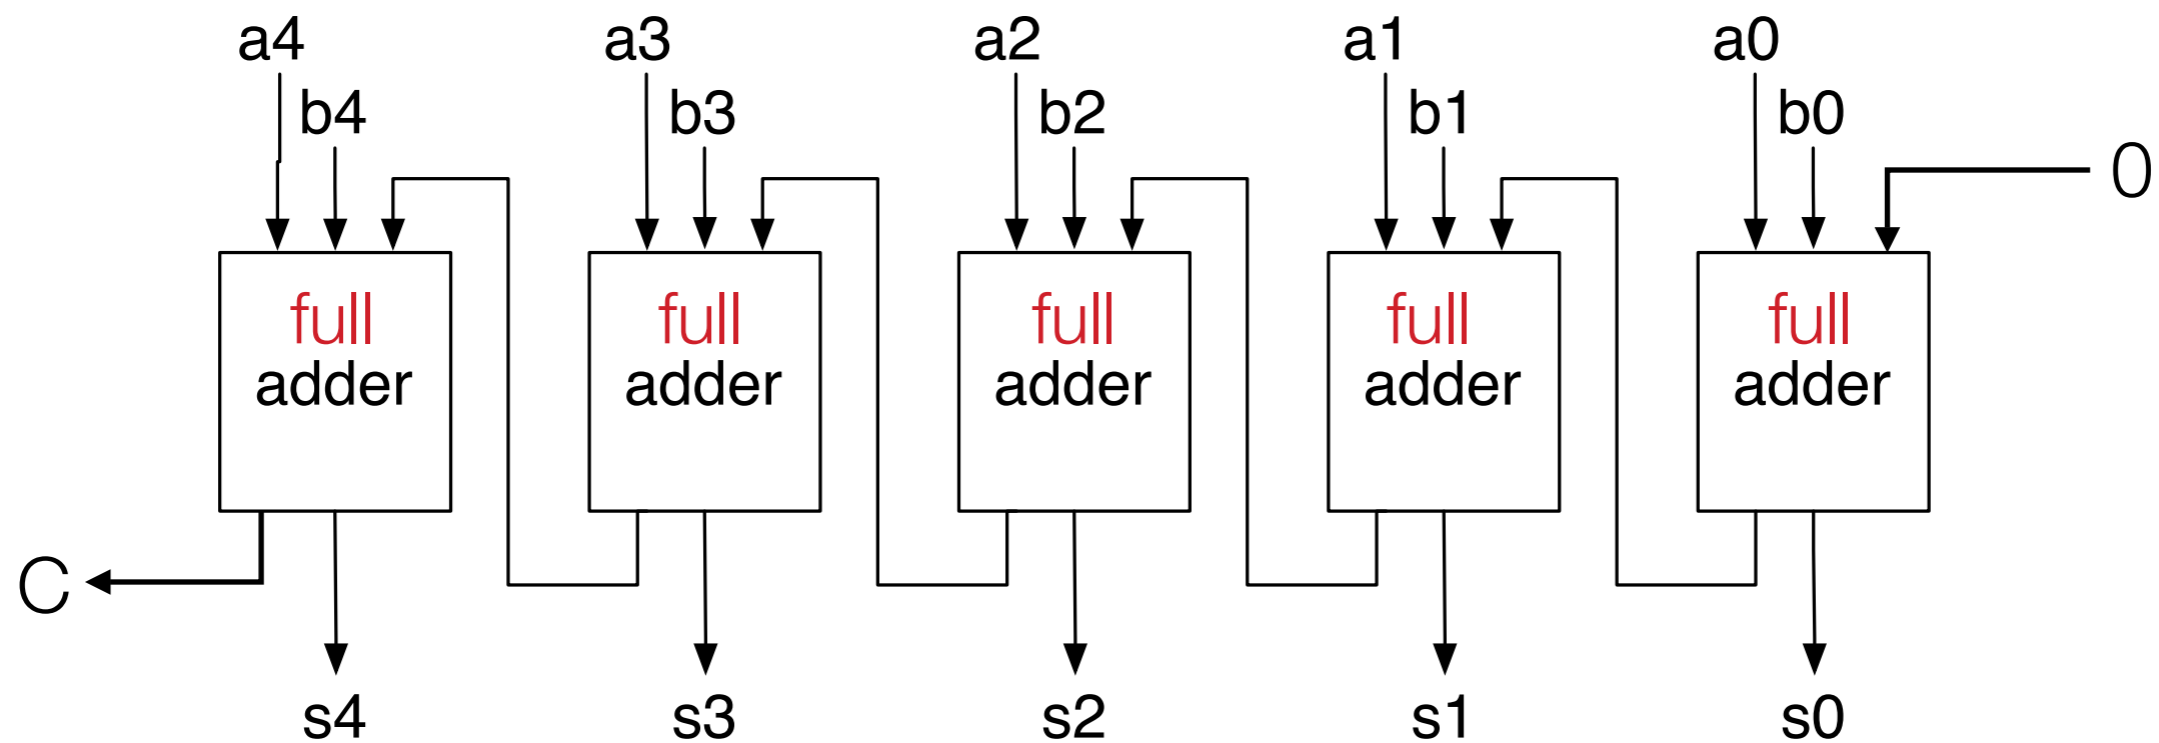 a4 a3 a2 a1 a0
b4 b3 b2 b1 b0
0
full full full full full
adder adder adder adder adder
C
s4 s3 s2 s1 s0